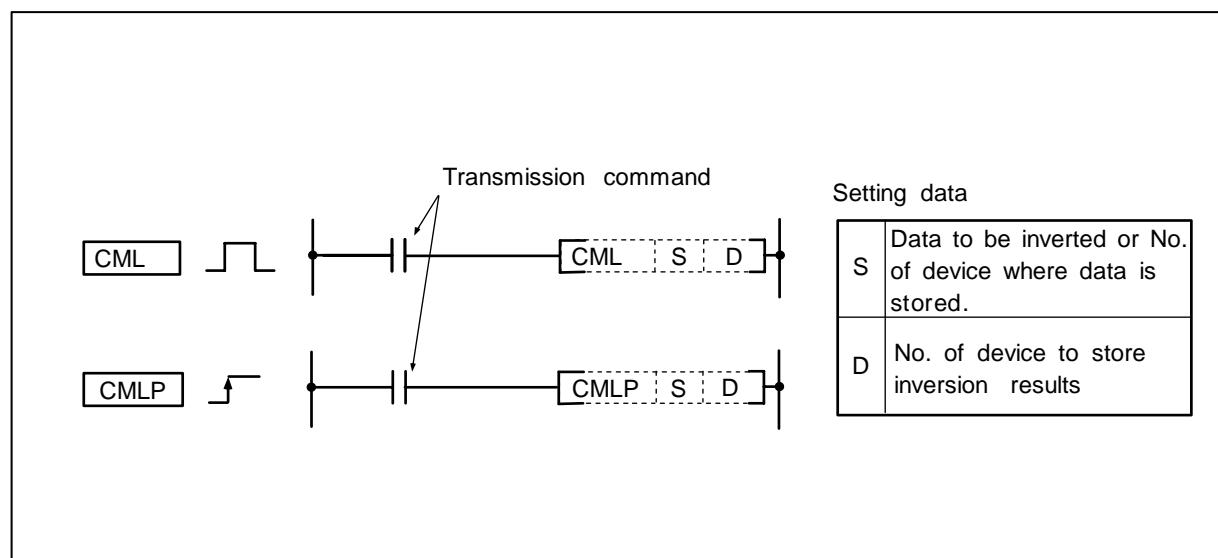 Transmission command
CML
CML S D
CMLP
CMLP S D
Setting data
S
Data to be inverted or No.
of device where data is
stored.
D
No. of device to store
inversion results